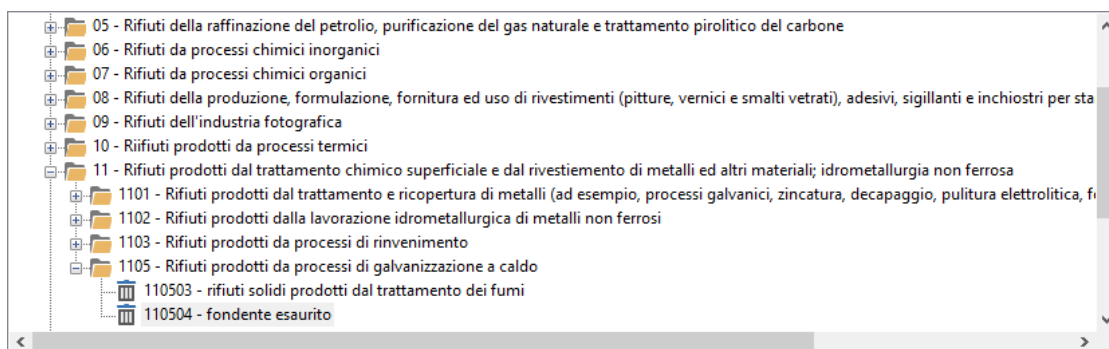 05 - Rifiuti della raffinazione del petrolio, purificazione del gas naturale e trattamento pirolitico del carbone
06 - Rifiuti da processi chimici inorganici
07 - Rifiuti da processi chimici organici
08 - Rifiuti della produzione, formulazione, fornitura ed uso di rivestimenti (pitture, vernici e smalti vetrati), adesivi, sigillanti e inchiostri per sta
09 - Rifiuti dell'industria fotografica
10 - Riifiuti prodotti da processi termici
11 - Rifiuti prodotti dal trattamento chimico superficiale e dal rivestiemento di metalli ed altri materiali; idrometallurgia non ferrosa
1101 - Rifiuti prodotti dal trattamento e ricopertura di metalli (ad esempio, processi galvanici, zincatura, decapaggio, pulitura elettrolitica, f
1102 - Rifiuti prodotti dalla lavorazione idrometallurgica di metalli non ferrosi
1103 - Rifiuti prodotti da processi di rinvenimento
1105 - Rifiuti prodotti da processi di galvanizzazione a caldo
110503 - rifiuti solidi prodotti dal trattamento dei fumi
110504 - fondente esaurito